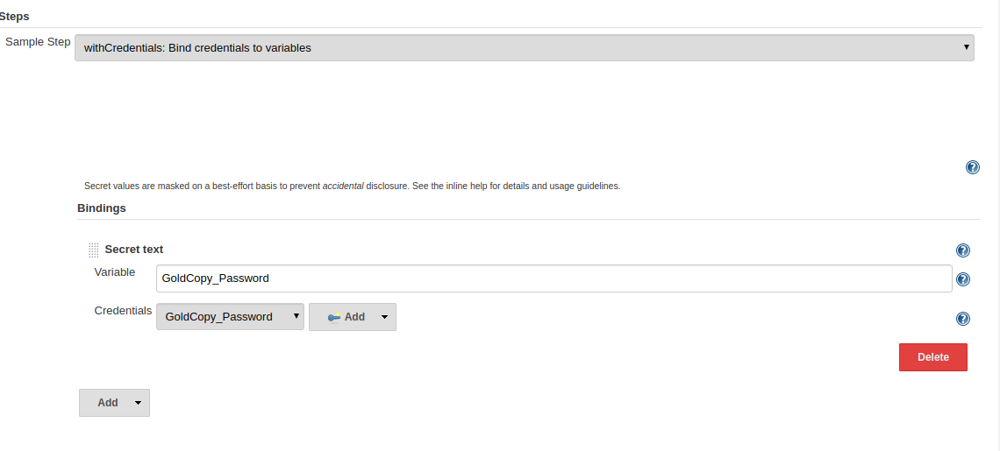 Steps
Sample Step withCredentials: Bind credentials to variables
Secret values are masked on a best-effort basis to prevent accidental disclosure. See the inline help for details and usage guidelines.
Bindings
Secret text
Variable GoldCopy_Password
Credentials GoldCopy_Password Add
Delete
Add